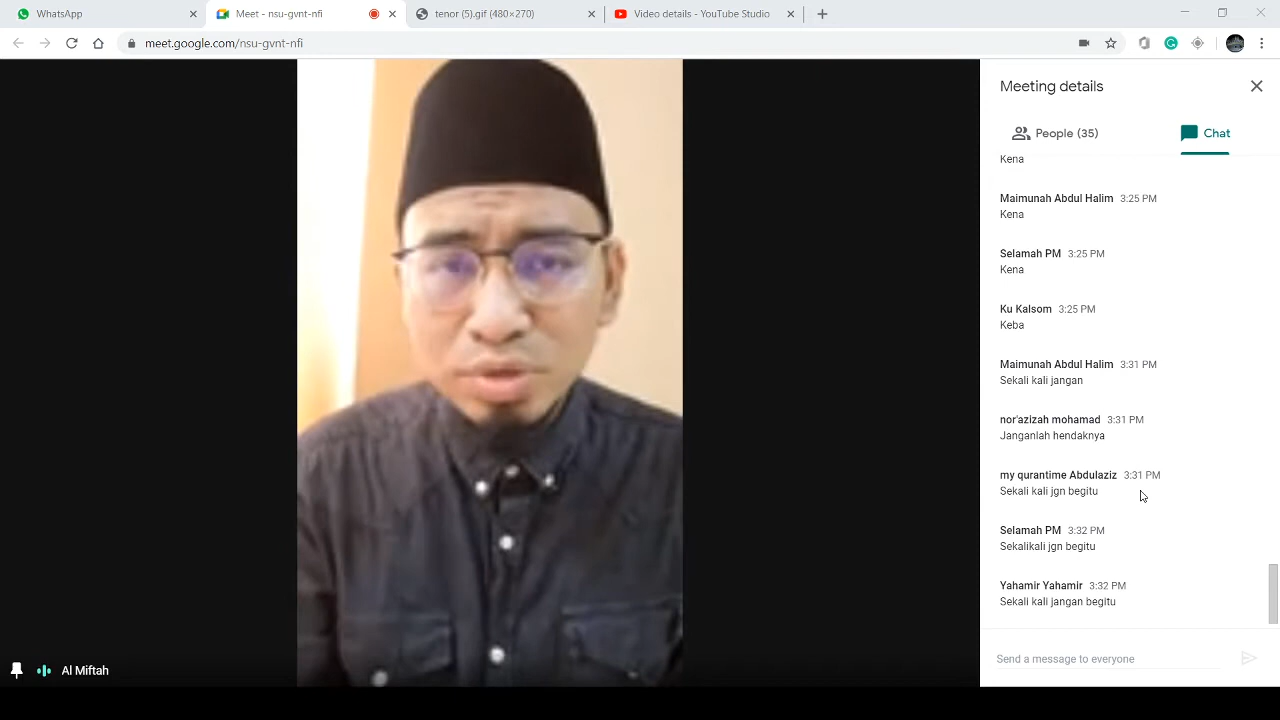 WhatsApp
Meet - nsu-gvnt-nfi
tenor (5).gif (480×270)
Video details - YouTube Studio
meet.google.com/nsu-gvnt-nfi
Meeting details
People (35)
Chat
Kena
Maimunah Abdul Halim 3:25 PM
Kena
Selamah PM 3:25 PM
Kena
Ku Kalsom 3:25 PM
Keba
Maimunah Abdul Halim 3:31 PM
Sekali kali jangan
nor'azizah mohamad 3:31 PM
Janganlah hendaknya
my qurantime Abdulaziz 3:31 PM
Sekali kali jgn begitu
Selamah PM 3:32 PM
Sekalikali jgn begitu
Yahamir Yahamir 3:32 PM
Sekali kali jangan begitu
Send a message to everyone
Al Miftah